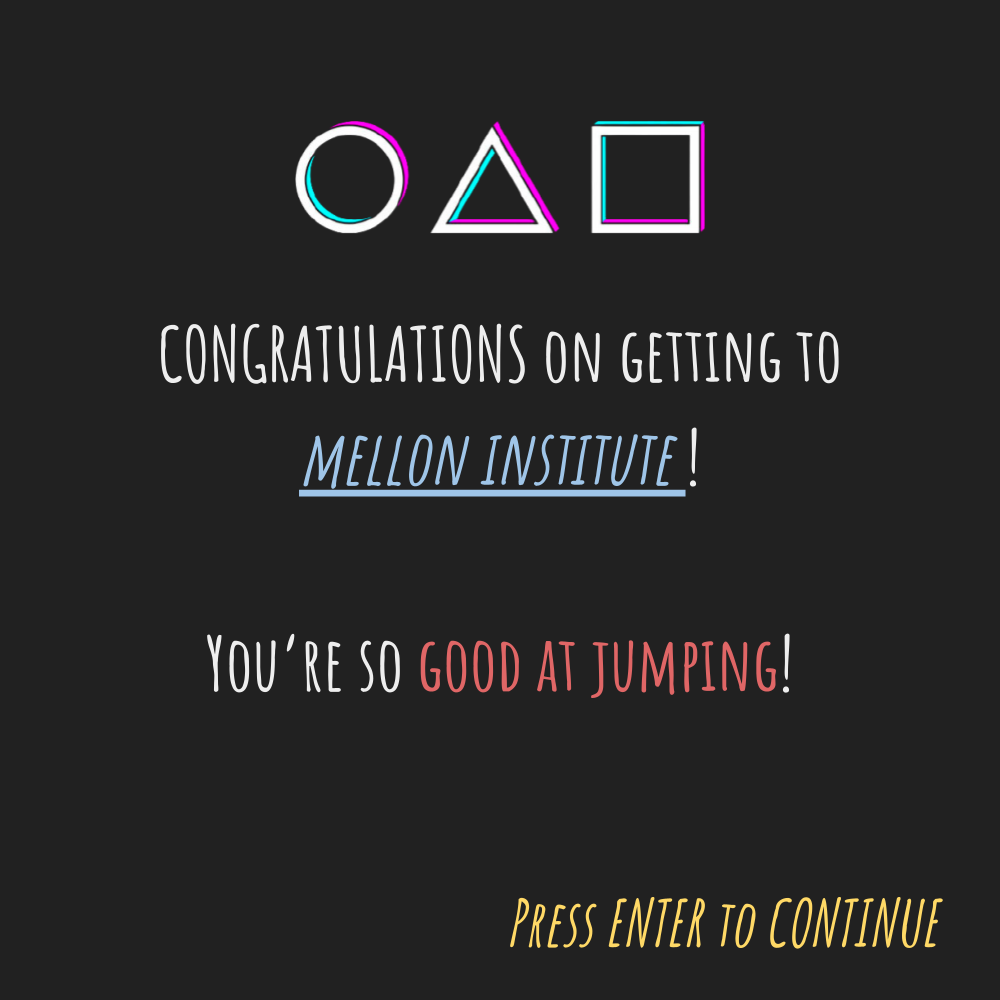 CONGRATULATIONS ON GETTING TO
MELLON INSTITUTE !
YOU'RE SO GOOD AT JUMPING!
PRESS ENTER TO CONTINUE